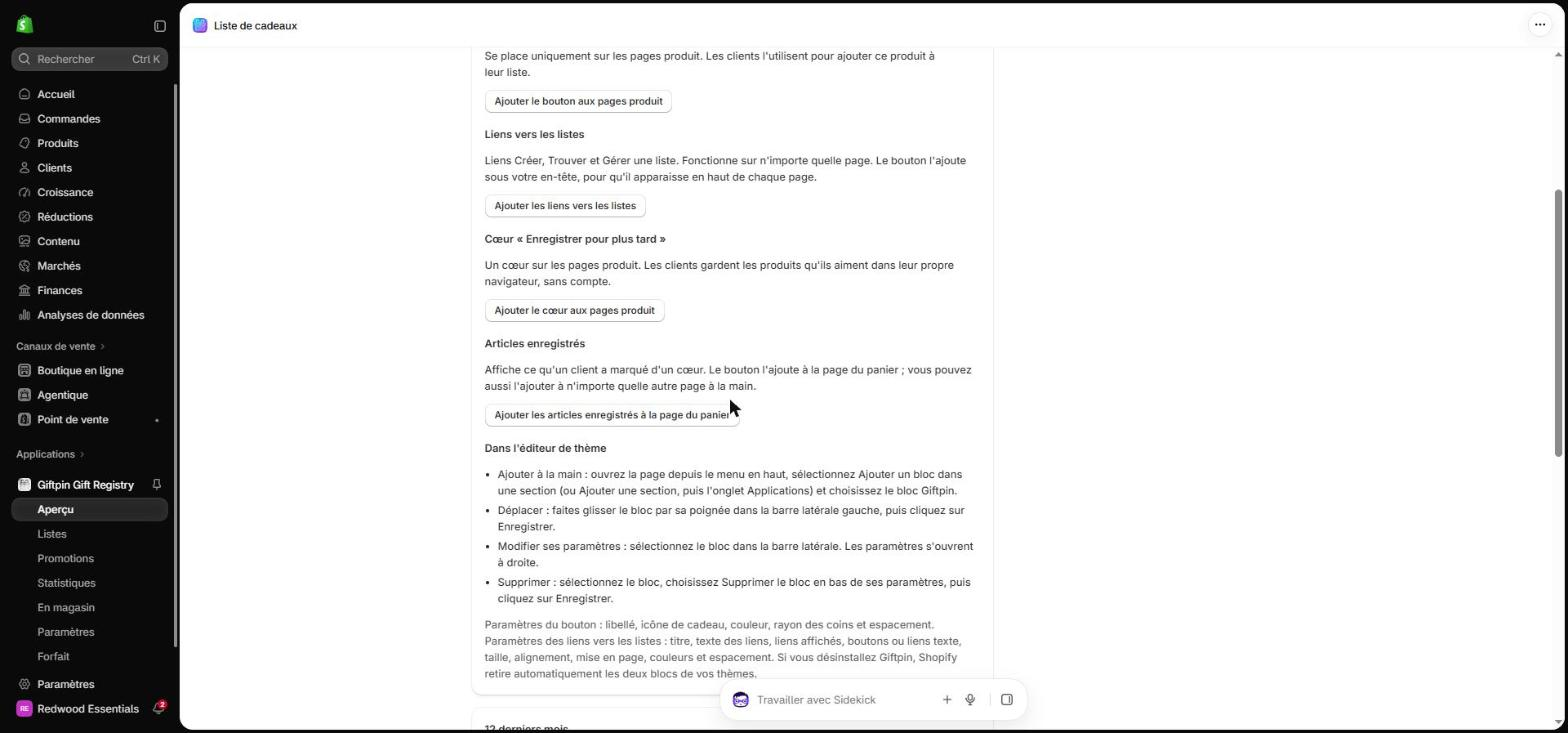 Rechercher Ctrl K
Accueil
Commandes
Produits
Clients
Croissance
Réductions
Contenu
Marchés
Finances
Analyses de données
Canaux de vente
Boutique en ligne
Agentique
Point de vente
Applications
Giftpin Gift Registry
Aperçu
Listes
Promotions
Statistiques
En magasin
Paramètres
Forfait
Paramètres
RE Redwood Essentials 2
Liste de cadeaux
Se place uniquement sur les pages produit. Les clients l'utilisent pour ajouter ce produit à
leur liste.
Ajouter le bouton aux pages produit
Liens vers les listes
Liens Créer, Trouver et Gérer une liste. Fonctionne sur n'importe quelle page. Le bouton l'ajoute
sous votre en-tête, pour qu'il apparaisse en haut de chaque page.
Ajouter les liens vers les listes
Cœur « Enregistrer pour plus tard »
Un cœur sur les pages produit. Les clients gardent les produits qu'ils aiment dans leur propre
navigateur, sans compte.
Ajouter le cœur aux pages produit
Articles enregistrés
Affiche ce qu'un client a marqué d'un cœur. Le bouton l'ajoute à la page du panier ; vous pouvez
aussi l'ajouter à n'importe quelle autre page à la main.
Ajouter les articles enregistrés à la page du panier
Dans l'éditeur de thème
• Ajouter à la main : ouvrez la page depuis le menu en haut, sélectionnez Ajouter un bloc dans
une section (ou Ajouter une section, puis l'onglet Applications) et choisissez le bloc Giftpin.
• Déplacer : faites glisser le bloc par sa poignée dans la barre latérale gauche, puis cliquez sur
Enregistrer.
• Modifier ses paramètres : sélectionnez le bloc dans la barre latérale. Les paramètres s'ouvrent
à droite.
• Supprimer : sélectionnez le bloc, choisissez Supprimer le bloc en bas de ses paramètres, puis
cliquez sur Enregistrer.
Paramètres du bouton : libellé, icône de cadeau, couleur, rayon des coins et espacement.
Paramètres des liens vers les listes : titre, texte des liens, liens affichés, boutons ou liens texte,
taille, alignement, mise en page, couleurs et espacement. Si vous désinstallez Giftpin, Shopify
retire automatiquement les deux blocs de vos thèmes.
Travailler avec Sidekick
12 derniers mois